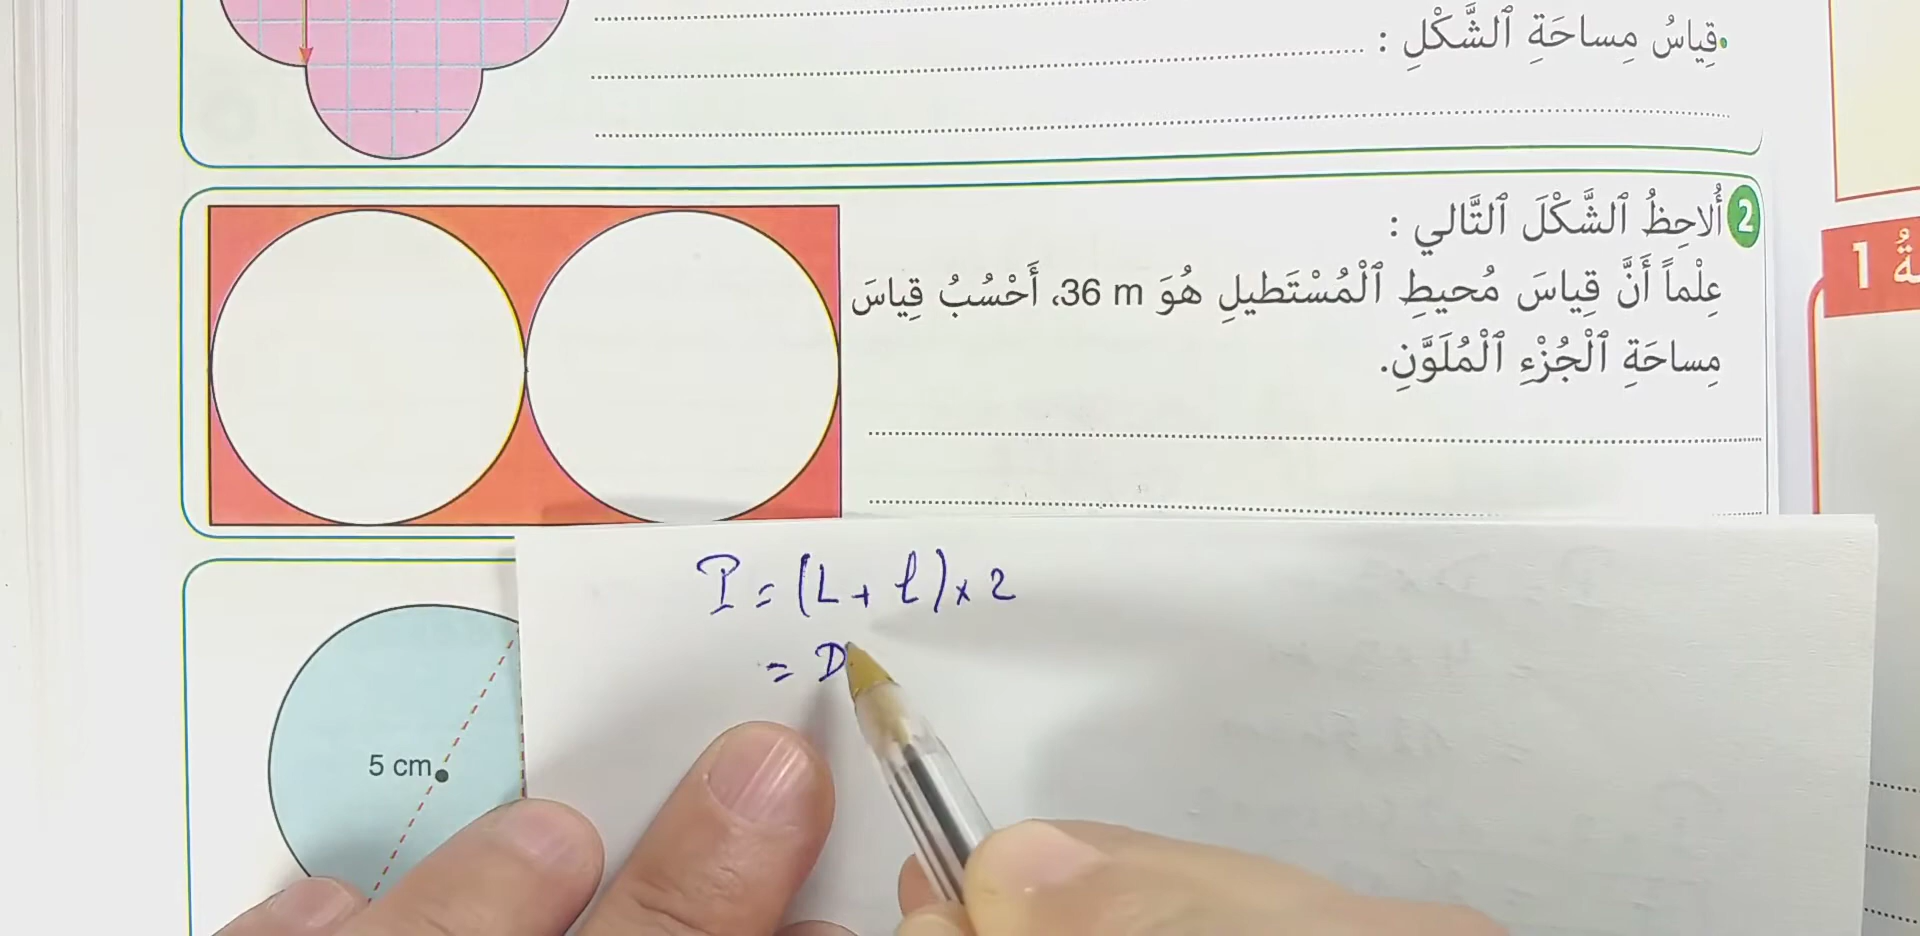 •قِياسُ مِساحَةِ ٱلشَّكْلِ :
2 أُلاحِظُ ٱلشَّكْلَ ٱلتَّالي :
عِلْماً أَنَّ قِياسَ مُحيطِ ٱلْمُسْتَطيلِ هُوَ 36 m، أَحْسُبُ قِياسَ
مِساحَةِ ٱلْجُزْءِ ٱلْمُلَوَّنِ.
1
P = (L + l) x 2
= D
5 cm